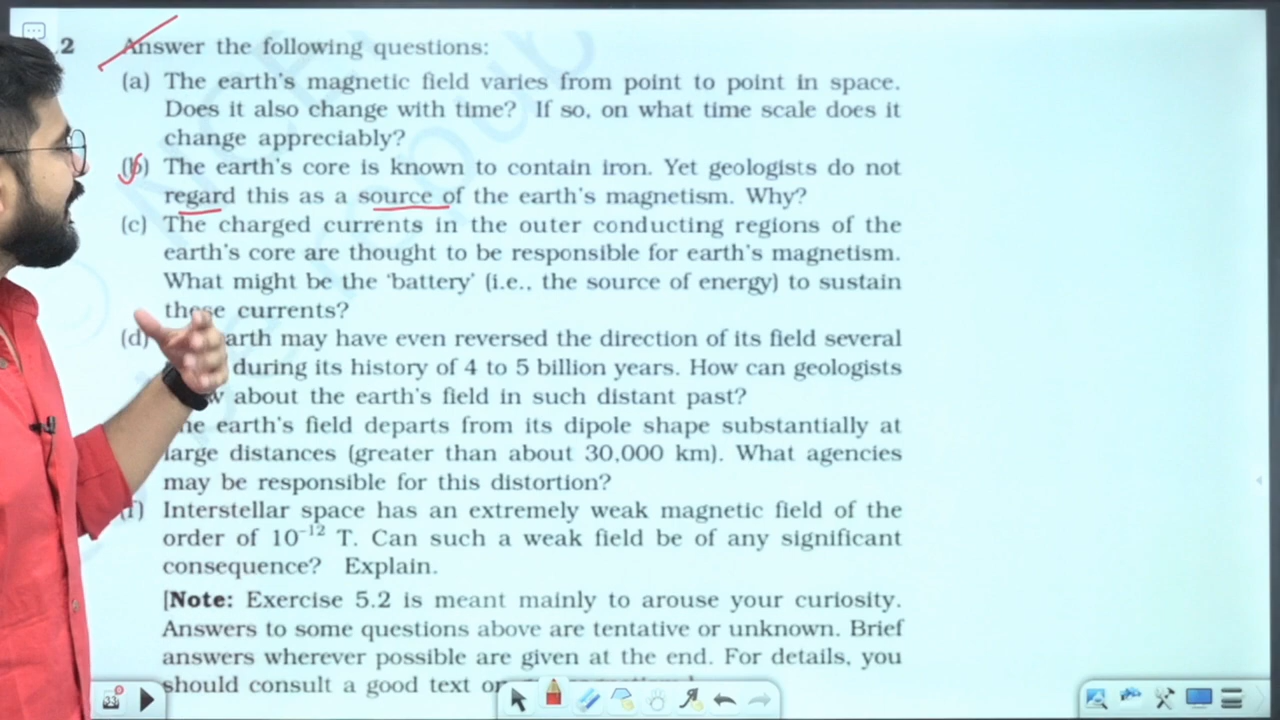 .2 Answer the following questions:
(a) The earth's magnetic field varies from point to point in space.
Does it also change with time? If so, on what time scale does it
change appreciably?
(b) The earth's core is known to contain iron. Yet geologists do not
regard this as a source of the earth's magnetism. Why?
(c) The charged currents in the outer conducting regions of the
earth's core are thought to be responsible for earth's magnetism.
What might be the 'battery' (i.e., the source of energy) to sustain
these currents?
(d) earth may have even reversed the direction of its field several
during its history of 4 to 5 billion years. How can geologists
about the earth's field in such distant past?
The earth's field departs from its dipole shape substantially at
large distances (greater than about 30,000 km). What agencies
may be responsible for this distortion?
(f) Interstellar space has an extremely weak magnetic field of the
order of 10⁻¹² T. Can such a weak field be of any significant
consequence? Explain.
[Note: Exercise 5.2 is meant mainly to arouse your curiosity.
Answers to some questions above are tentative or unknown. Brief
answers wherever possible are given at the end. For details, you
should consult a good text on